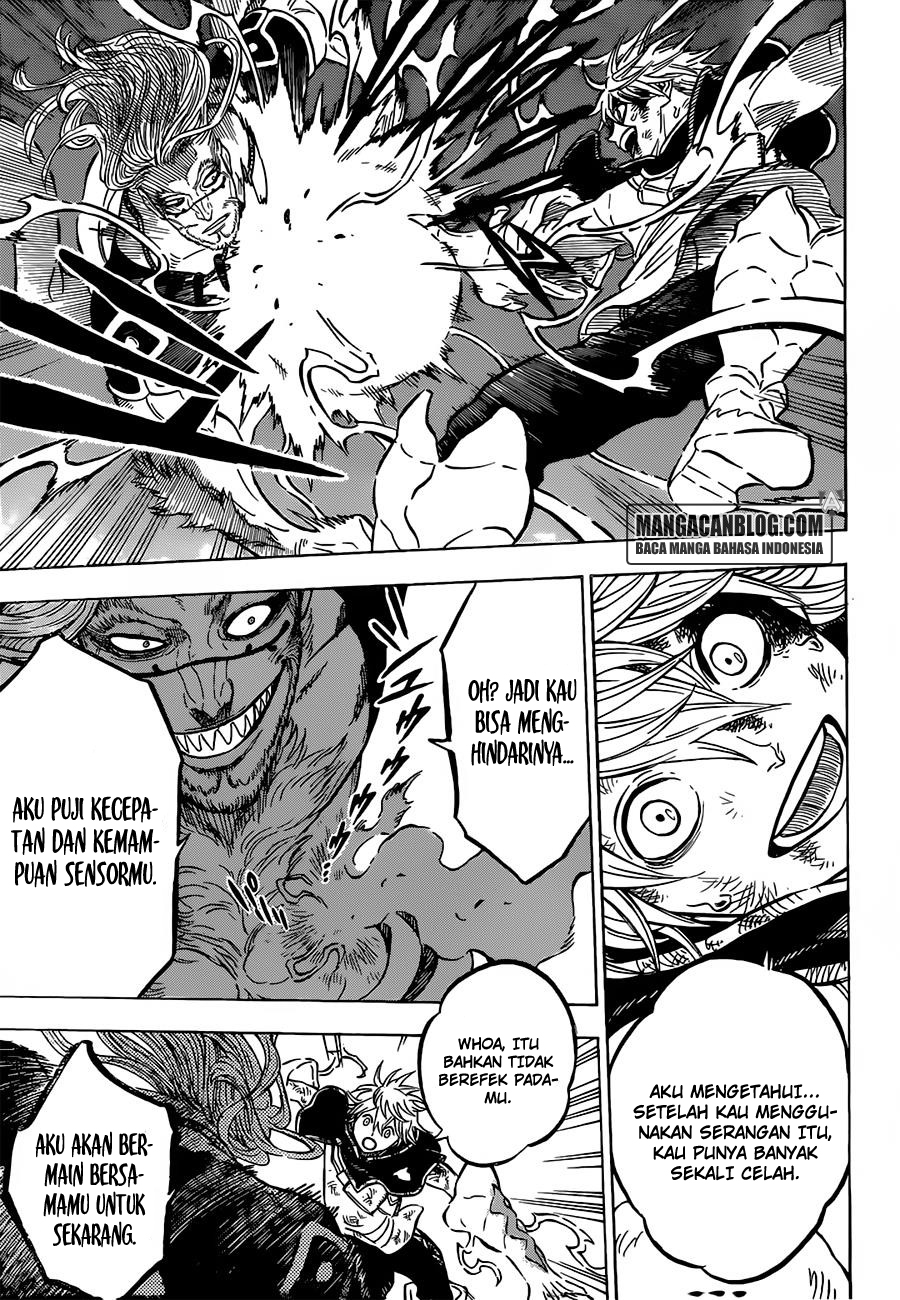 MANGACANBLOG.COM
BACA MANGA BAHASA INDONESIA
AKU MENGETAHUI...
SETELAH KAU MENGGU-
NAKAN SERANGAN ITU,
KAU PUNYA BANYAK
SEKALI CELAH.
OH? JADI KAU
BISA MENG-
HINDARINYA...
AKU PUJI KECEPA-
TAN DAN KEMAM-
PUAN SENSORMU.
WHOA, ITU
BAHKAN TIDAK
BEREFEK PADA-
MU.
AKU AKAN BER-
MAIN BERSA-
MAMU UNTUK
SEKARANG.